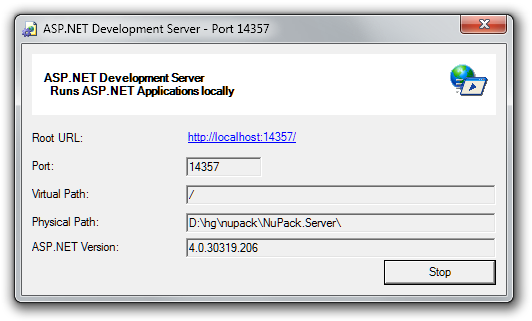 ASP.NET Development Server - Port 14357
ASP.NET Development Server
Runs ASP.NET Applications locally
Root URL: http://localhost:14357/
Port: 14357
Virtual Path: /
Physical Path: D:\hg\nupack\NuPack.Server\
ASP.NET Version: 4.0.30319.206
Stop